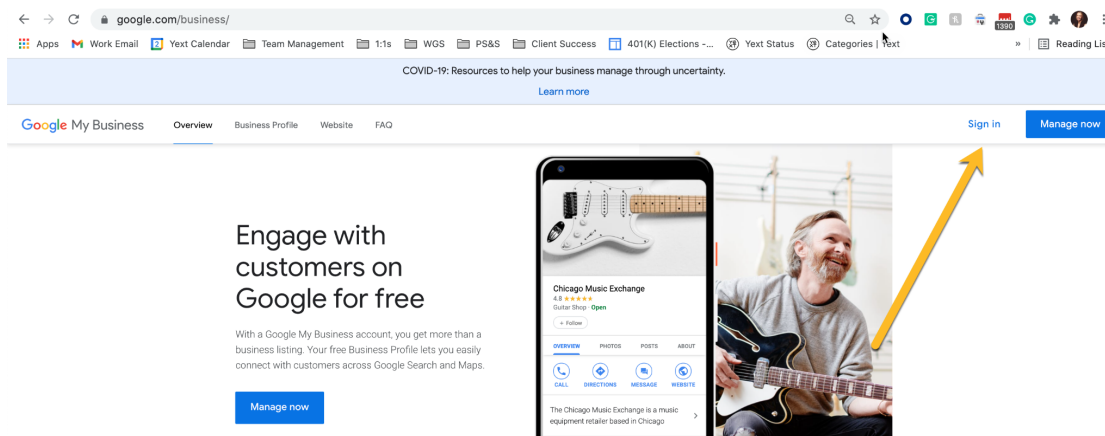 google.com/business/
1390
Apps Work Email 2 Yext Calendar Team Management 1:1s WGS PS&S Client Success 401(K) Elections -... Yext Status Categories | Yext » Reading Lis
COVID-19: Resources to help your business manage through uncertainty.
Learn more
Google My Business Overview Business Profile Website FAQ Sign in Manage now
Engage with
customers on
Google for free
With a Google My Business account, you get more than a
business listing. Your free Business Profile lets you easily
connect with customers across Google Search and Maps.
Manage now
Chicago Music Exchange
4.8 ★★★★★
Guitar Shop · Open
+ Follow
OVERVIEW PHOTOS POSTS ABOUT
CALL DIRECTIONS MESSAGE WEBSITE
The Chicago Music Exchange is a music
equipment retailer based in Chicago